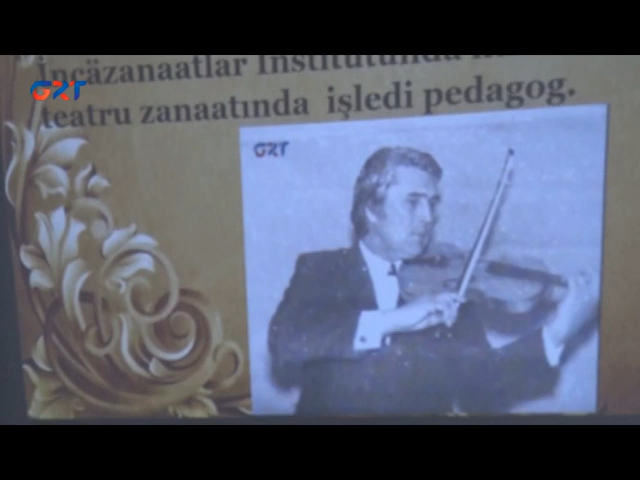 İncäzanaatlar İnstitutunda
GRT
teatru zanaatında işledi pedagog.
GRT